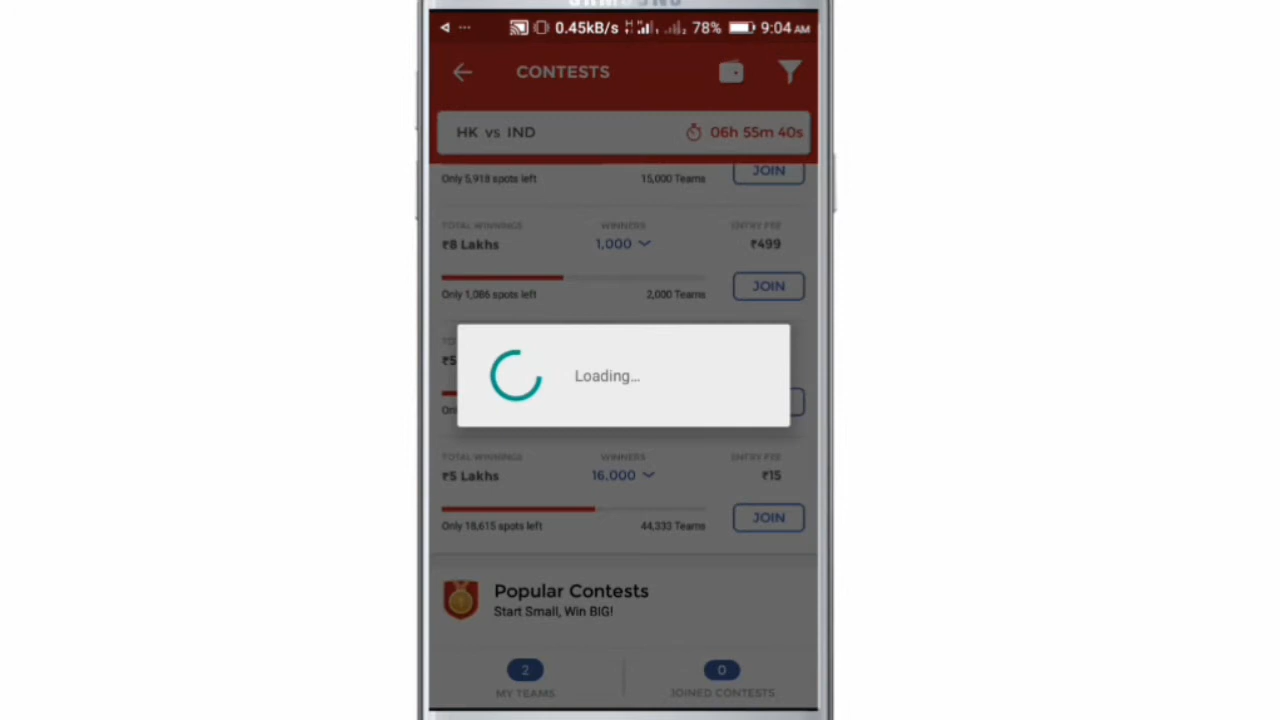 0.45kB/s 78% 9:04 AM
CONTESTS
HK vs IND 06h 55m 40s
Only 5,918 spots left 15,000 Teams JOIN
TOTAL WINNINGS WINNERS ENTRY FEE
₹8 Lakhs 1,000 ₹499
Only 1,086 spots left 2,000 Teams JOIN
Loading...
TOTAL WINNINGS WINNERS ENTRY FEE
₹5 Lakhs 16,000 ₹15
Only 18,615 spots left 44,333 Teams JOIN
Popular Contests
Start Small, Win BIG!
2 0
MY TEAMS JOINED CONTESTS